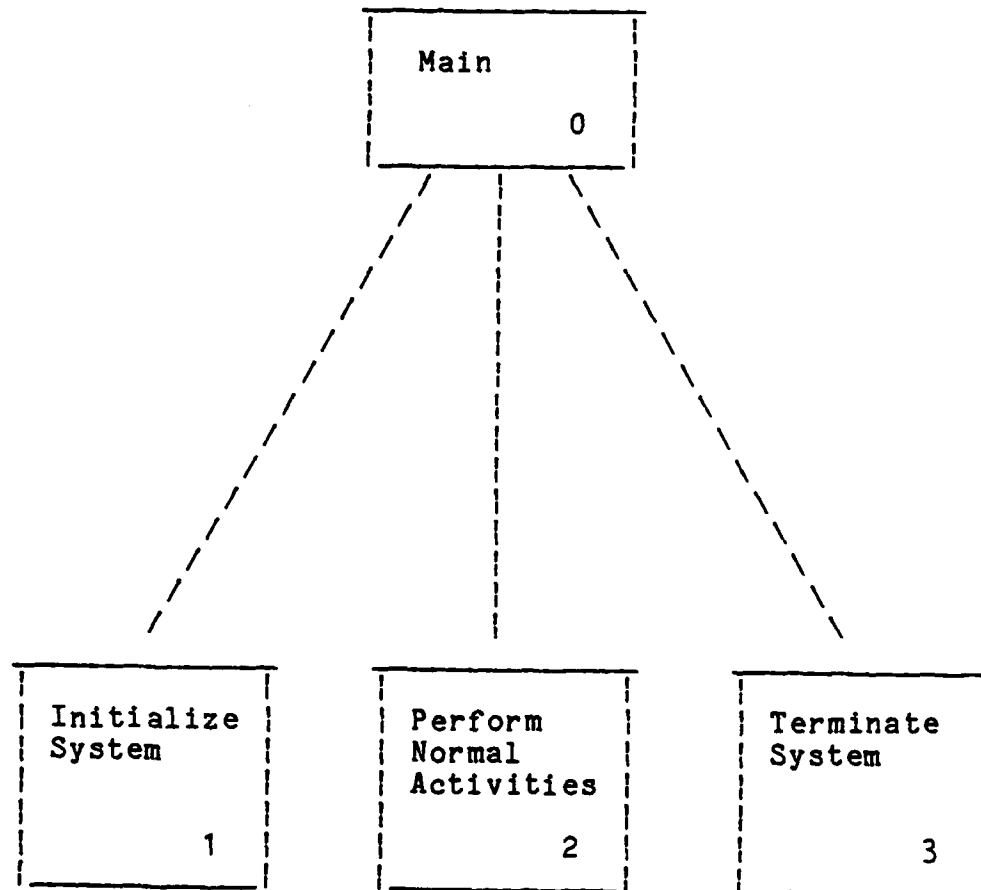 Main
0
Initialize
System
1
Perform
Normal
Activities
2
Terminate
System
3